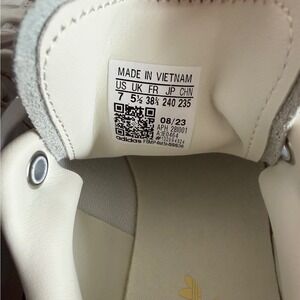 MADE IN VIETNAM
US UK FR JP CHN
7 5½ 38⅔ 240 235
08/23
APH 28I001
adidas